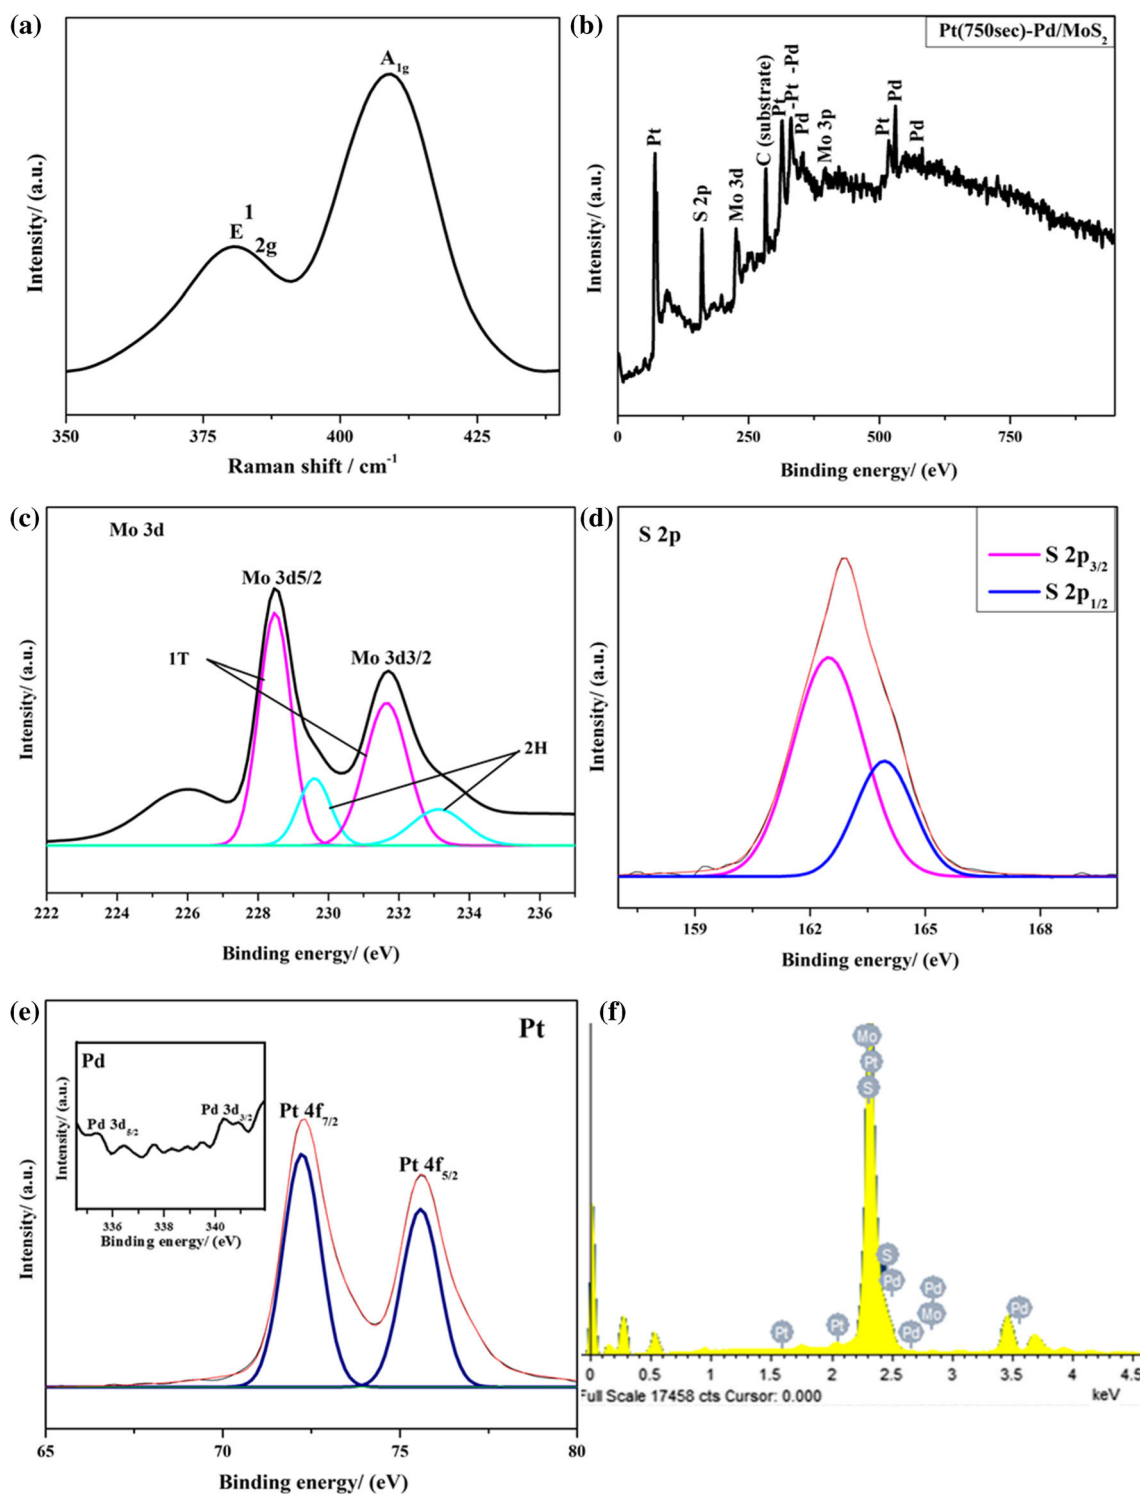 (a)
A1g
E 1 2g
Intensity/ (a.u.)
350 375 400 425
Raman shift / cm-1
(b)
Pt(750sec)-Pd/MoS2
Pt
S 2p
Mo 3d
C (substrate)
Pt
-Pt -Pd
Pd
Mo 3p
Pt
Pd
Pd
Intensity/ (a.u.)
0 250 500 750
Binding energy/ (eV)
(c)
Mo 3d
Mo 3d5/2
1T
Mo 3d3/2
2H
Intensity/ (a.u.)
222 224 226 228 230 232 234 236
Binding energy/ (eV)
(d)
S 2p
S 2p3/2
S 2p1/2
Intensity/ (a.u.)
159 162 165 168
Binding energy/ (eV)
(e)
Pt
Pd
Pd 3d5/2
Pd 3d3/2
Intensity/ (a.u.)
336 338 340
Binding energy/ (eV)
Pt 4f7/2
Pt 4f5/2
Intensity/ (a.u.)
65 70 75 80
Binding energy/ (eV)
(f)
Mo
Pt
S
S
Pd
Pd
Mo
Pt
Pt
Pd
Pd
0 0.5 1 1.5 2 2.5 3 3.5 4 4.5
Full Scale 17458 cts Cursor: 0.000
keV